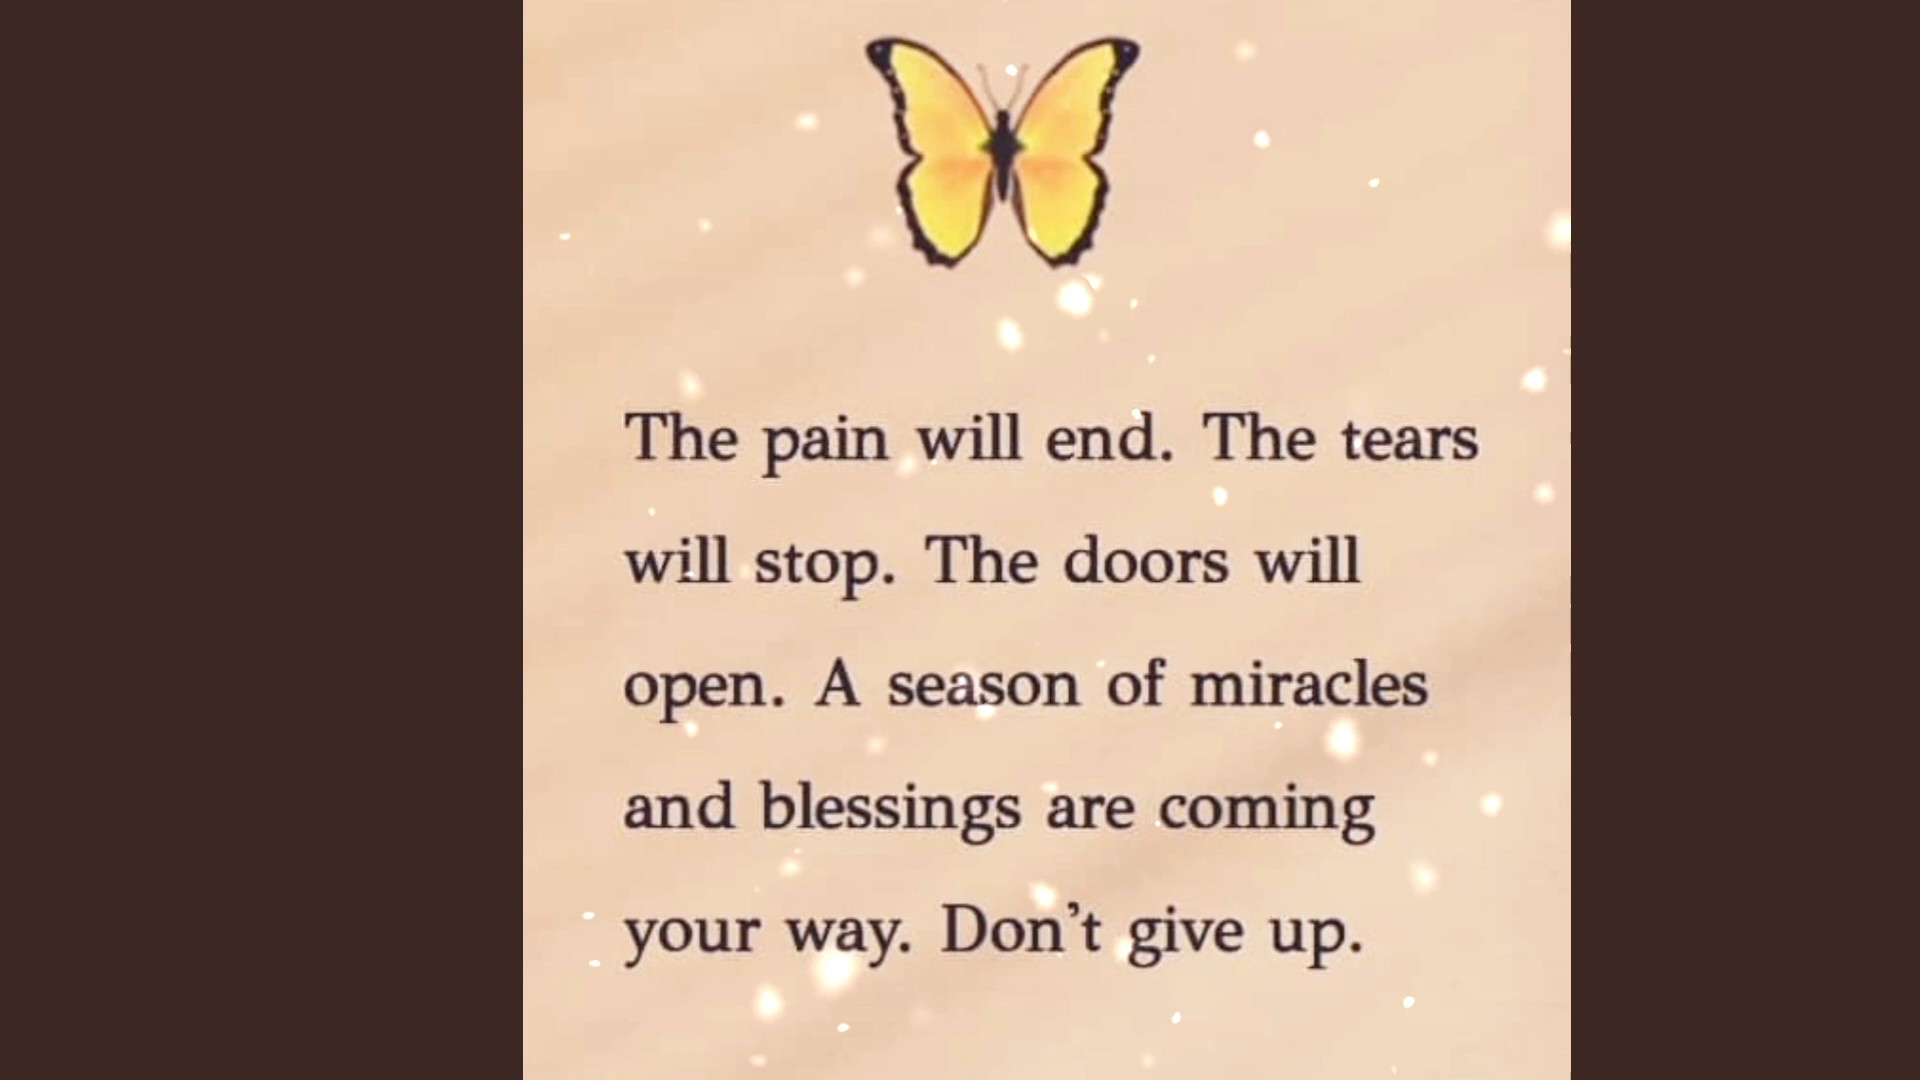 The pain will end. The tears
will stop. The doors will
open. A season of miracles
and blessings are coming
your way. Don’t give up.